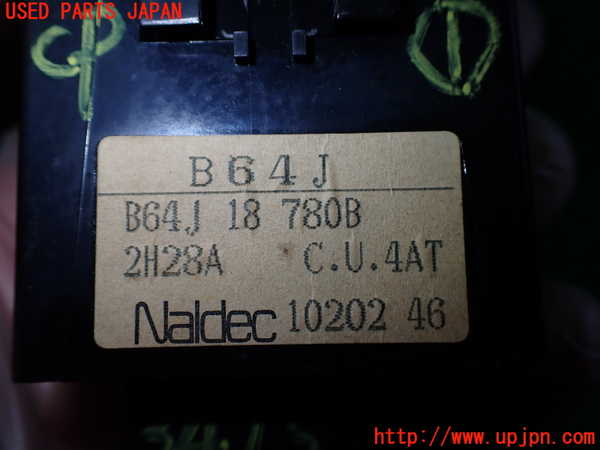 USED PARTS JAPAN
B64J
B64J 18 780B
2H28A C.U.4AT
Naldec 10202 46
http://www.upjpn.com/